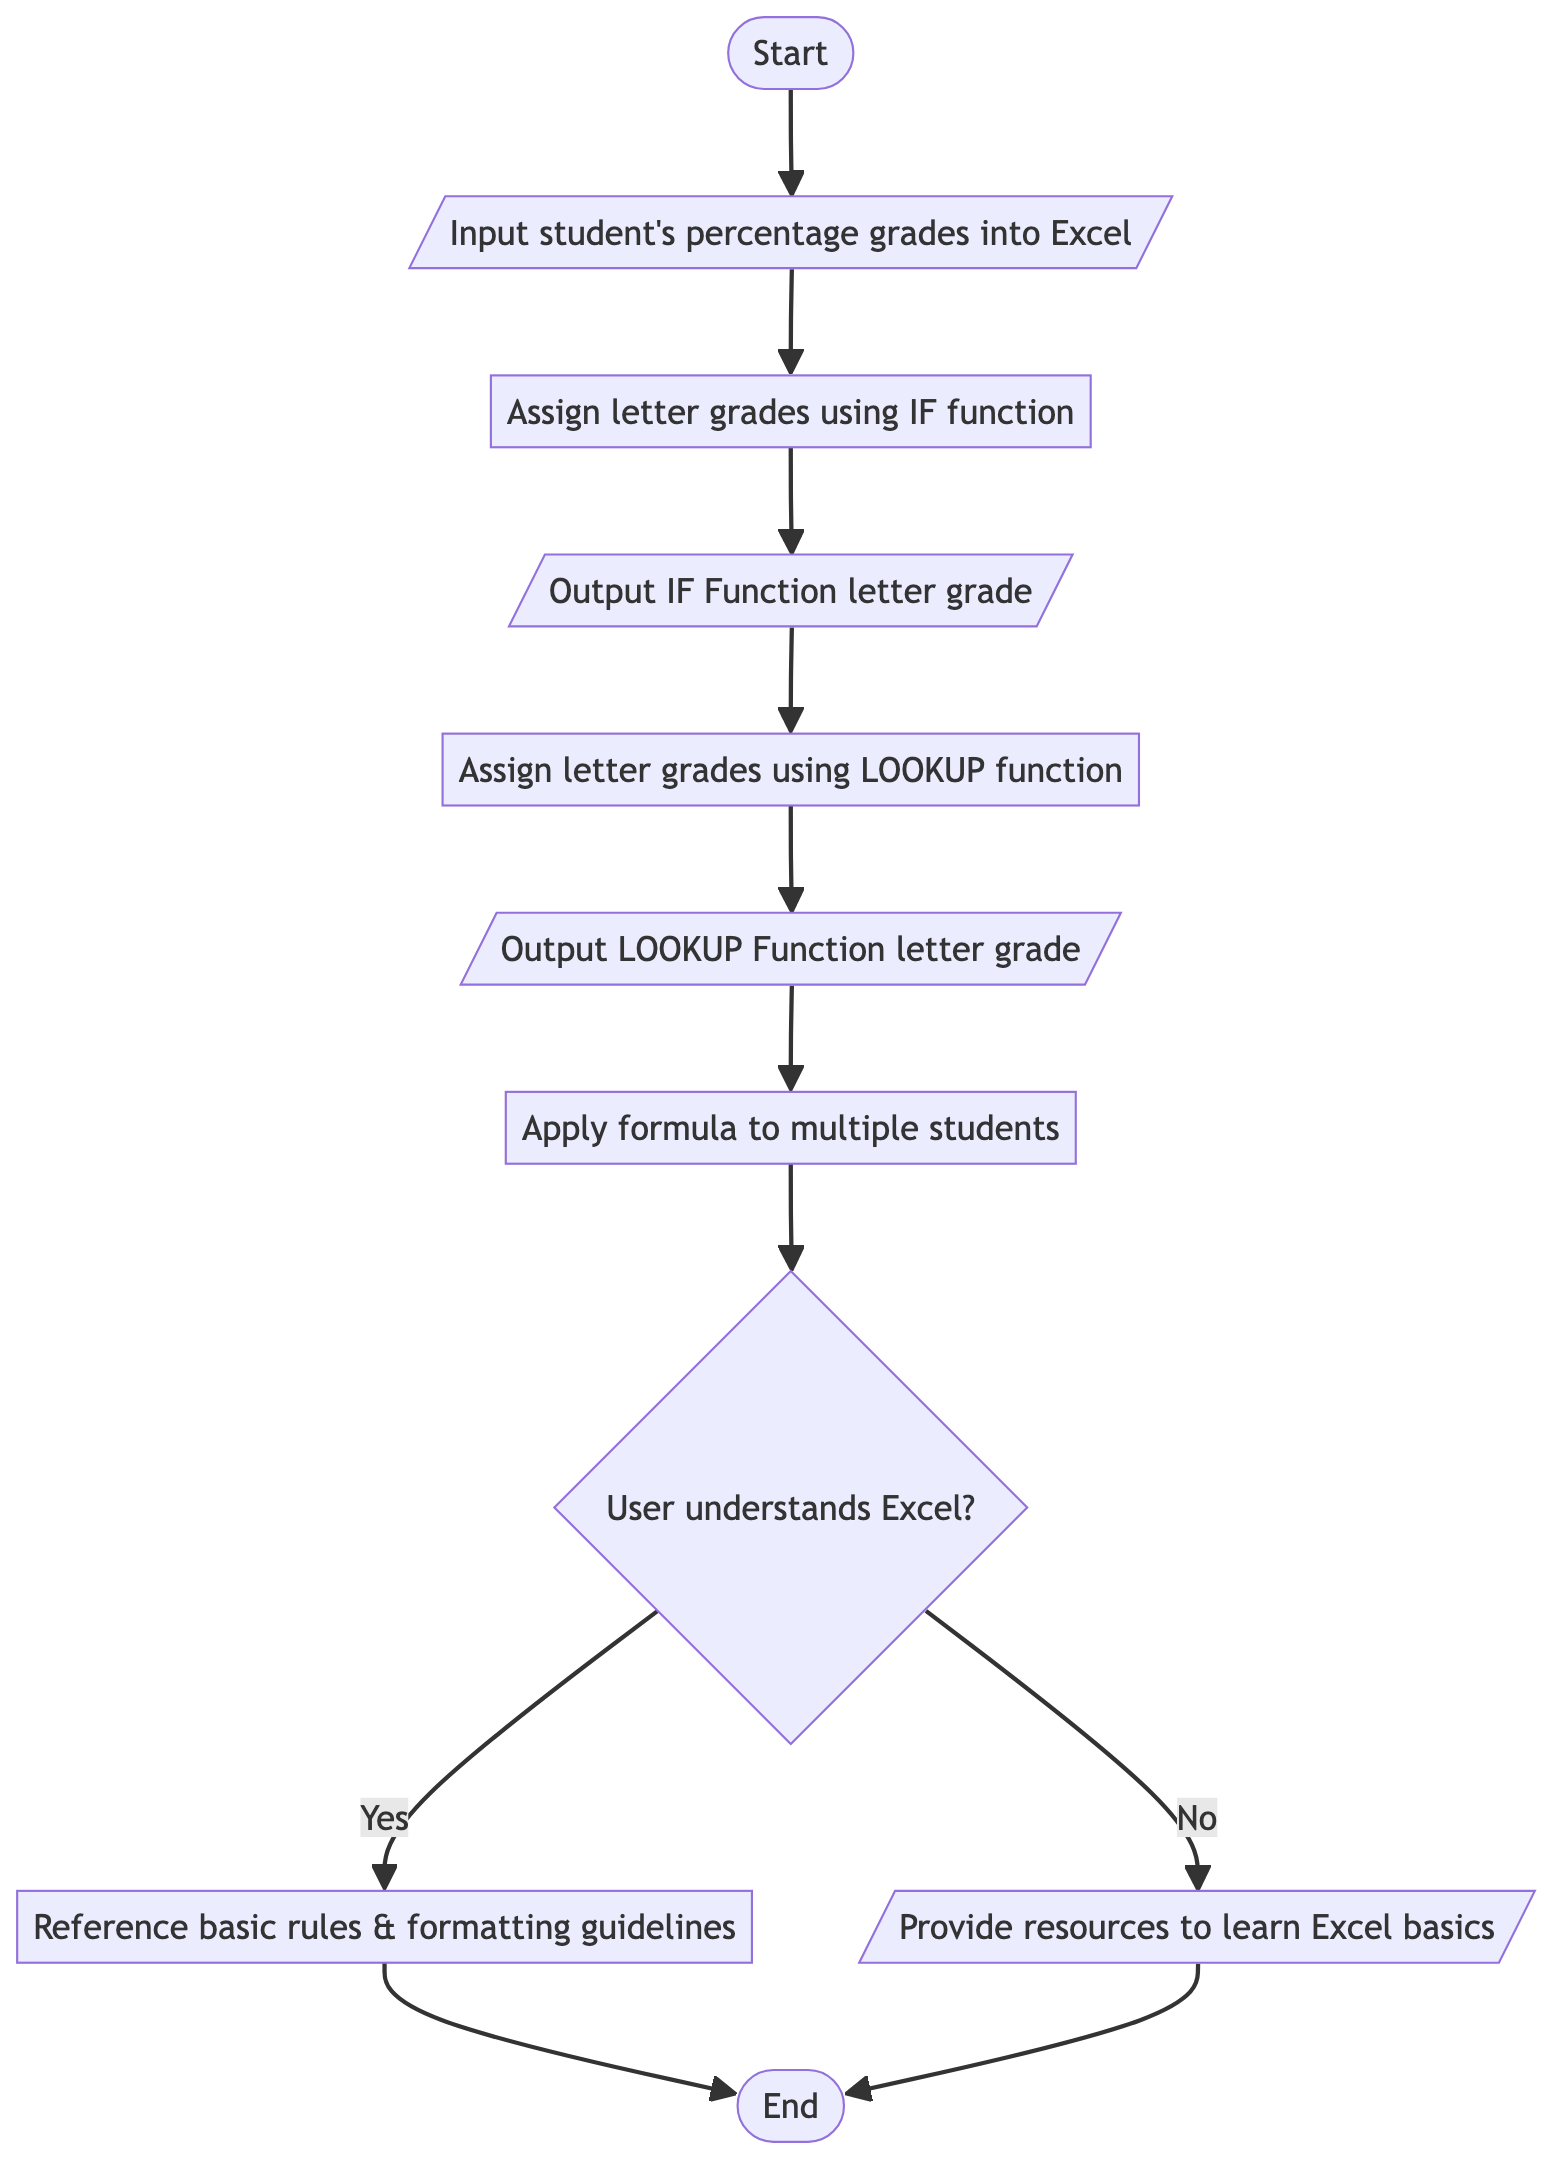 Start
Input student's percentage grades into Excel
Assign letter grades using IF function
Output IF Function letter grade
Assign letter grades using LOOKUP function
Output LOOKUP Function letter grade
Apply formula to multiple students
User understands Excel?
Yes
No
Reference basic rules & formatting guidelines
Provide resources to learn Excel basics
End